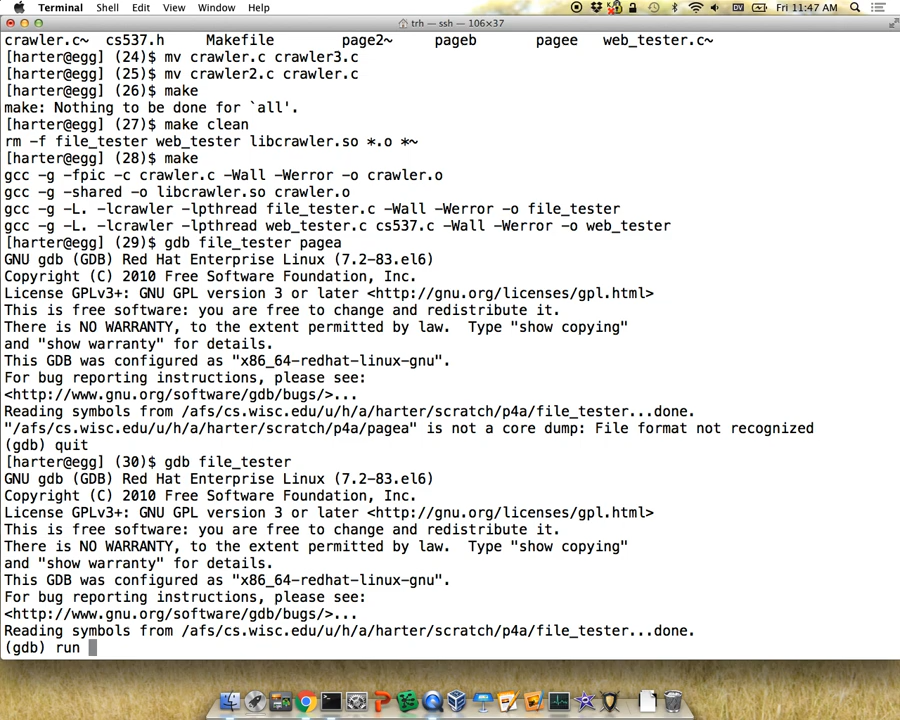 Terminal Shell Edit View Window Help Fri 11:47 AM
trh — ssh — 106×37
crawler.c~ cs537.h Makefile page2~ pageb pagee web_tester.c~
[harter@egg] (24)$ mv crawler.c crawler3.c
[harter@egg] (25)$ mv crawler2.c crawler.c
[harter@egg] (26)$ make
make: Nothing to be done for `all'.
[harter@egg] (27)$ make clean
rm -f file_tester web_tester libcrawler.so *.o *~
[harter@egg] (28)$ make
gcc -g -fpic -c crawler.c -Wall -Werror -o crawler.o
gcc -g -shared -o libcrawler.so crawler.o
gcc -g -L. -lcrawler -lpthread file_tester.c -Wall -Werror -o file_tester
gcc -g -L. -lcrawler -lpthread web_tester.c cs537.c -Wall -Werror -o web_tester
[harter@egg] (29)$ gdb file_tester pagea
GNU gdb (GDB) Red Hat Enterprise Linux (7.2-83.el6)
Copyright (C) 2010 Free Software Foundation, Inc.
License GPLv3+: GNU GPL version 3 or later <http://gnu.org/licenses/gpl.html>
This is free software: you are free to change and redistribute it.
There is NO WARRANTY, to the extent permitted by law.  Type "show copying"
and "show warranty" for details.
This GDB was configured as "x86_64-redhat-linux-gnu".
For bug reporting instructions, please see:
<http://www.gnu.org/software/gdb/bugs/>...
Reading symbols from /afs/cs.wisc.edu/u/h/a/harter/scratch/p4a/file_tester...done.
"/afs/cs.wisc.edu/u/h/a/harter/scratch/p4a/pagea" is not a core dump: File format not recognized
(gdb) quit
[harter@egg] (30)$ gdb file_tester
GNU gdb (GDB) Red Hat Enterprise Linux (7.2-83.el6)
Copyright (C) 2010 Free Software Foundation, Inc.
License GPLv3+: GNU GPL version 3 or later <http://gnu.org/licenses/gpl.html>
This is free software: you are free to change and redistribute it.
There is NO WARRANTY, to the extent permitted by law.  Type "show copying"
and "show warranty" for details.
This GDB was configured as "x86_64-redhat-linux-gnu".
For bug reporting instructions, please see:
<http://www.gnu.org/software/gdb/bugs/>...
Reading symbols from /afs/cs.wisc.edu/u/h/a/harter/scratch/p4a/file_tester...done.
(gdb) run